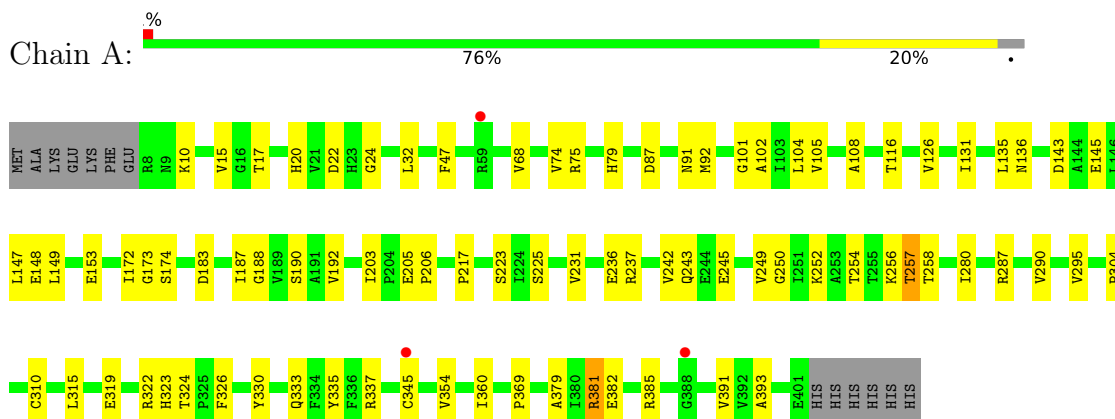 .%
Chain A:
76% 20% •
MET ALA LYS GLU LYS PHE GLU R8 N9 K10 V15 G16 T17 H20 V21 D22 H23 G24 L32 F47 R59 V68 V74 R75 H79 D87 N91 M92 G101 A102 I103 L104 V105 A108 T116 V126 I131 L135 N136 D143 A144 E145 L146
L147 E148 L149 E153 I172 G173 S174 D183 I187 G188 V189 S190 A191 V192 I203 P204 E205 P206 P217 S223 I224 S225 V231 E236 R237 V242 Q243 E244 E245 V249 G250 I251 K252 A253 T254 T255 K256 T257 T258 I280 R287 V290 V295
C310 L315 E319 R322 H323 T324 P325 F326 Y330 Q333 F334 Y335 F336 R337 C345 V354 I360 P369 A379 I380 R381 E382 R385 G388 V391 V392 A393 E401 HIS HIS HIS HIS HIS HIS